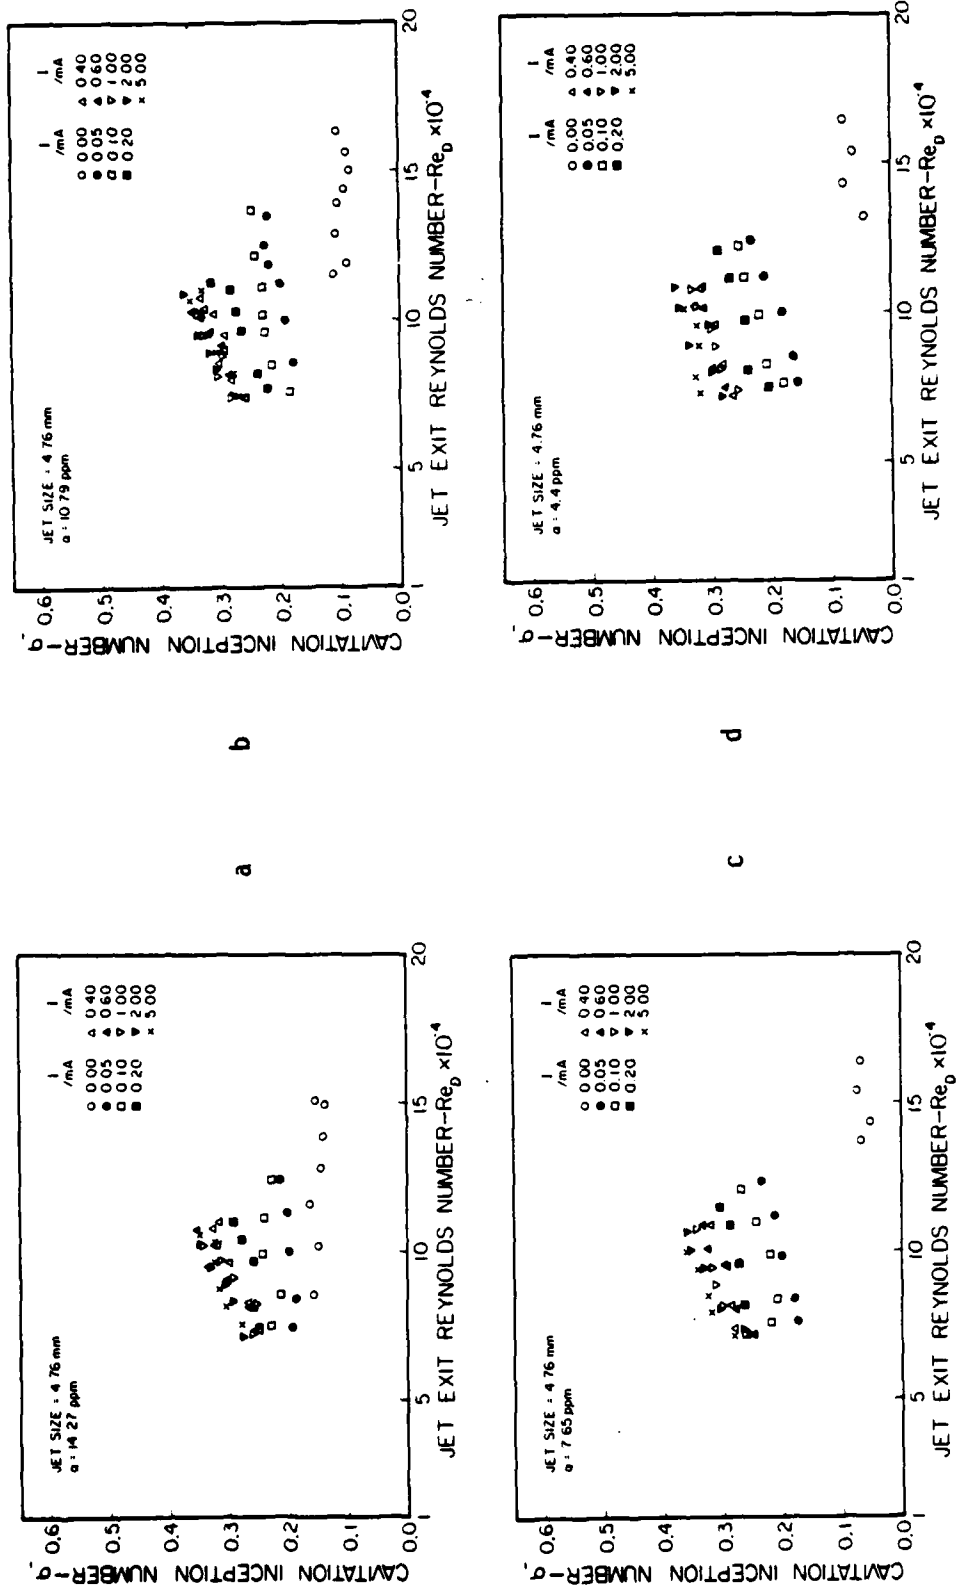 CAVITATION INCEPTION NUMBER-σᵢ
0.6
0.5
0.4
0.3
0.2
0.1
0.0
JET SIZE = 4.76 mm
a = 14.27 ppm
I /mA I /mA
○ 0.00 △ 0.40
● 0.05 ▲ 0.60
□ 0.10 ▽ 1.00
■ 0.20 ▼ 2.00
× 5.00
1 5 10 15 20
JET EXIT REYNOLDS NUMBER-Re_D ×10⁻⁴
a
CAVITATION INCEPTION NUMBER-σᵢ
0.6
0.5
0.4
0.3
0.2
0.1
0.0
JET SIZE = 4.76 mm
a = 10.79 ppm
I /mA I /mA
○ 0.00 △ 0.40
● 0.05 ▲ 0.60
□ 0.10 ▽ 1.00
■ 0.20 ▼ 2.00
× 5.00
1 5 10 15 20
JET EXIT REYNOLDS NUMBER-Re_D ×10⁻⁴
b
CAVITATION INCEPTION NUMBER-σᵢ
0.6
0.5
0.4
0.3
0.2
0.1
0.0
JET SIZE = 4.76 mm
a = 7.65 ppm
I /mA I /mA
○ 0.00 △ 0.40
● 0.05 ▲ 0.60
□ 0.10 ▽ 1.00
■ 0.20 ▼ 2.00
× 5.00
1 5 10 15 20
JET EXIT REYNOLDS NUMBER-Re_D ×10⁻⁴
c
CAVITATION INCEPTION NUMBER-σᵢ
0.6
0.5
0.4
0.3
0.2
0.1
0.0
JET SIZE = 4.76 mm
a = 4.4 ppm
I /mA I /mA
○ 0.00 △ 0.40
● 0.05 ▲ 0.60
□ 0.10 ▽ 1.00
■ 0.20 ▼ 2.00
× 5.00
1 5 10 15 20
JET EXIT REYNOLDS NUMBER-Re_D ×10⁻⁴
d